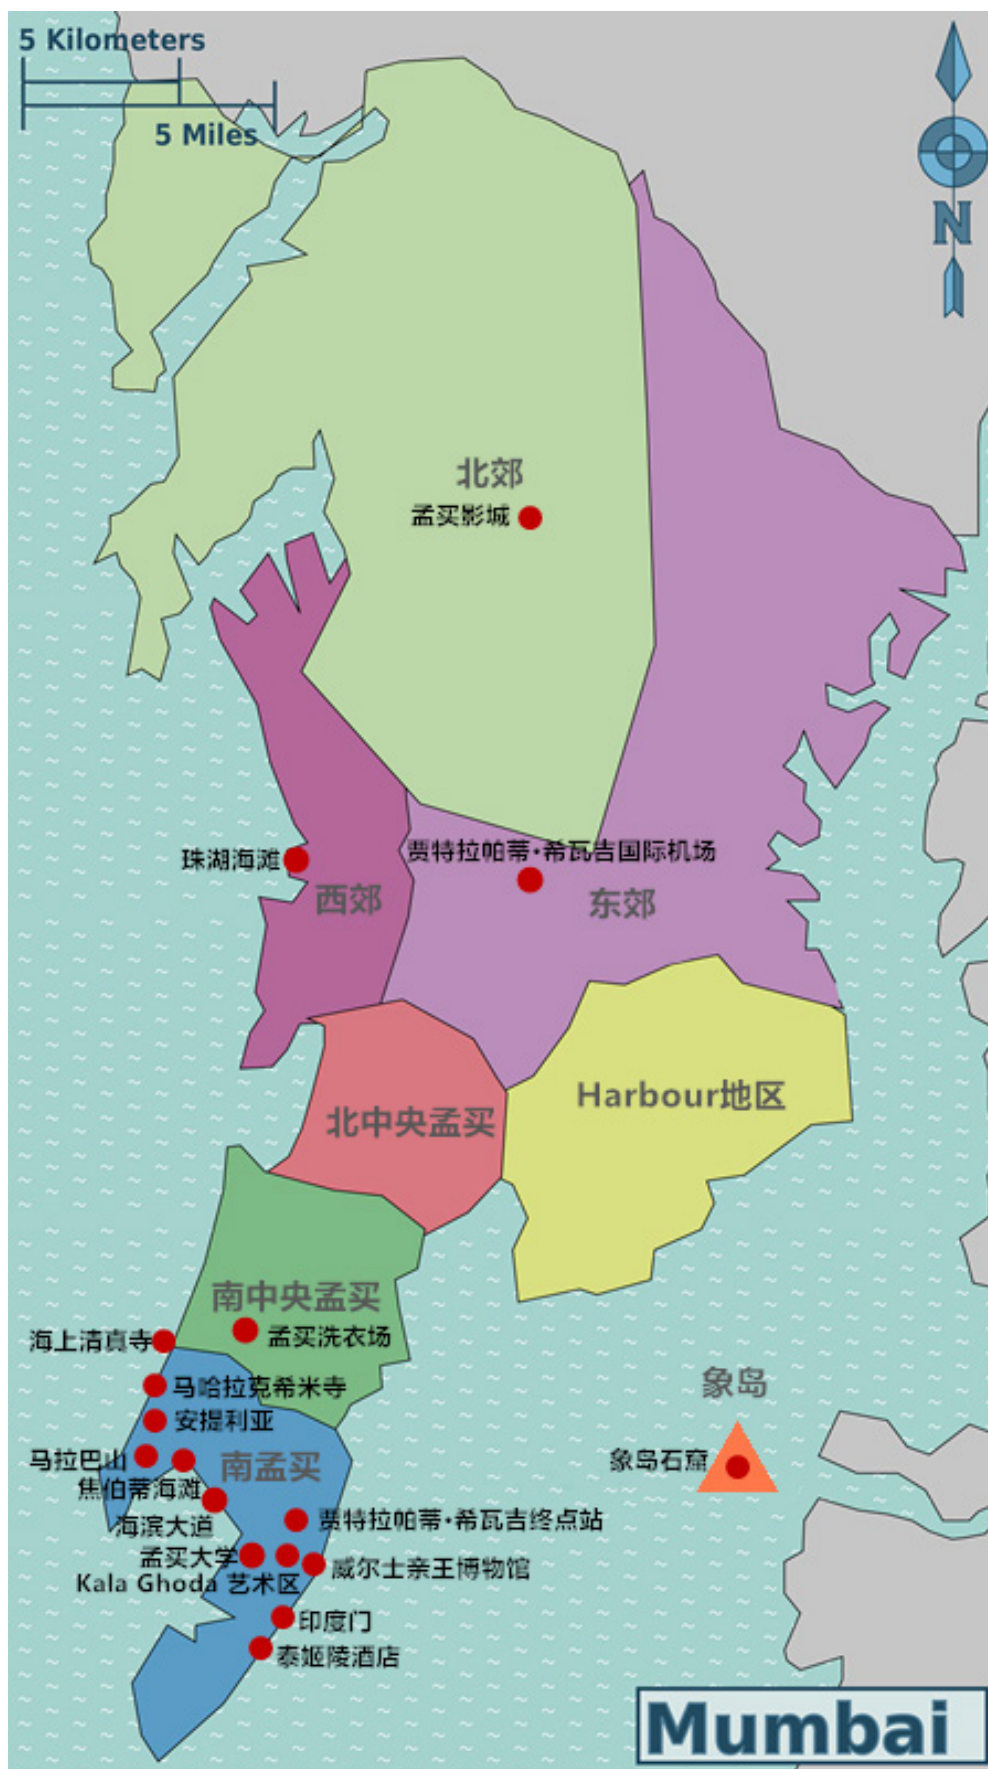 5 Kilometers
5 Miles
N
北郊
孟买影城
珠湖海滩
贾特拉帕蒂·希瓦吉国际机场
西郊
东郊
Harbour地区
北中央孟买
南中央孟买
海上清真寺
孟买洗衣场
马哈拉克希米寺
象岛
安提利亚
马拉巴山
南孟买
象岛石窟
焦伯蒂海滩
海滨大道
贾特拉帕蒂·希瓦吉终点站
孟买大学
威尔士亲王博物馆
Kala Ghoda 艺术区
印度门
泰姬陵酒店
Mumbai